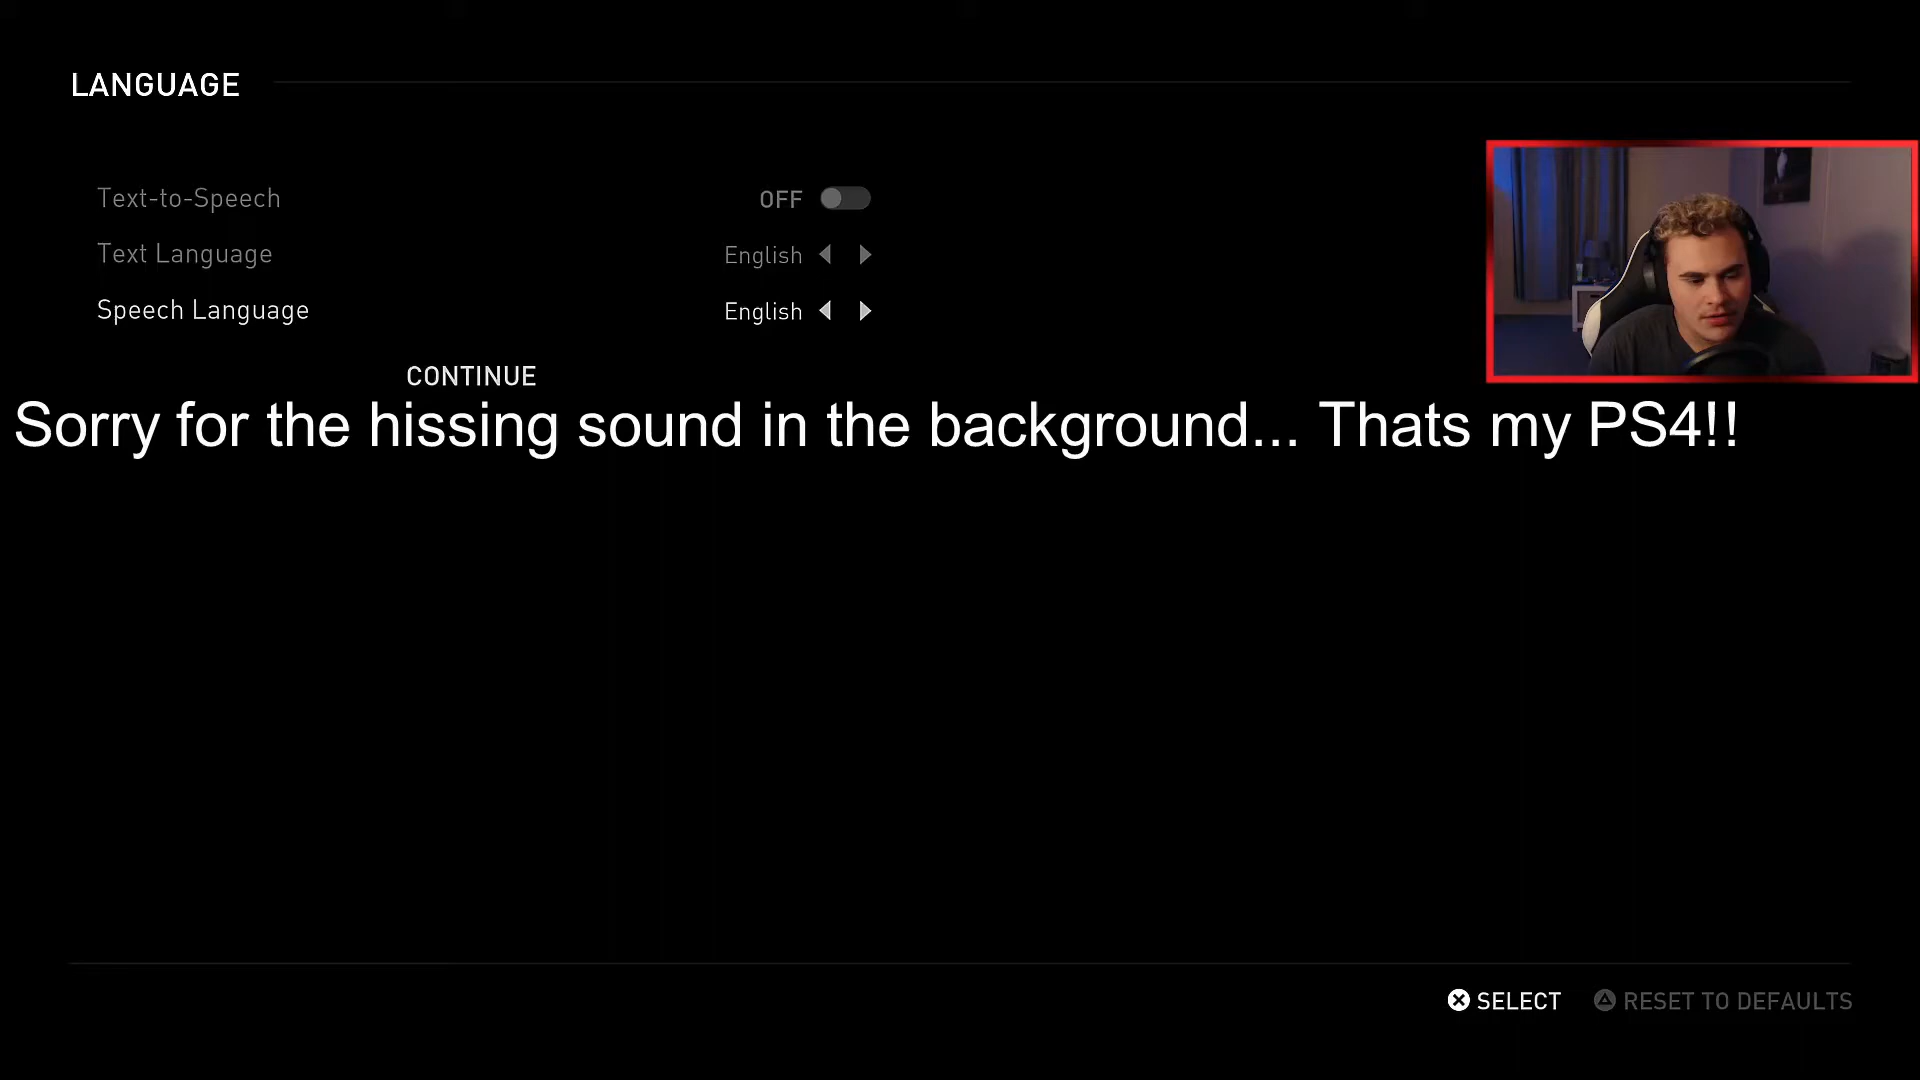 LANGUAGE
Text-to-Speech OFF
Text Language English
Speech Language English
CONTINUE
Sorry for the hissing sound in the background... Thats my PS4!!
SELECT RESET TO DEFAULTS